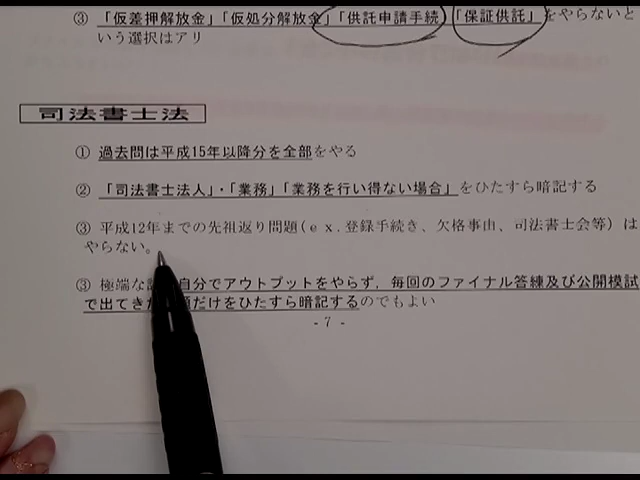 ③ 「仮差押解放金」「仮処分解放金」「供託申請手続」「保証供託」をやらないと
いう選択はアリ
司法書士法
① 過去問は平成15年以降分を全部をやる
② 「司法書士法人」・「業務」「業務を行い得ない場合」をひたすら暗記する
③ 平成12年までの先祖返り問題(ex.登録手続き、欠格事由、司法書士会等)は
やらない。
③ 極端な 自分でアウトプットをやらず，毎回のファイナル答練及び公開模試
で出てき 題だけをひたすら暗記するのでもよい
- 7 -